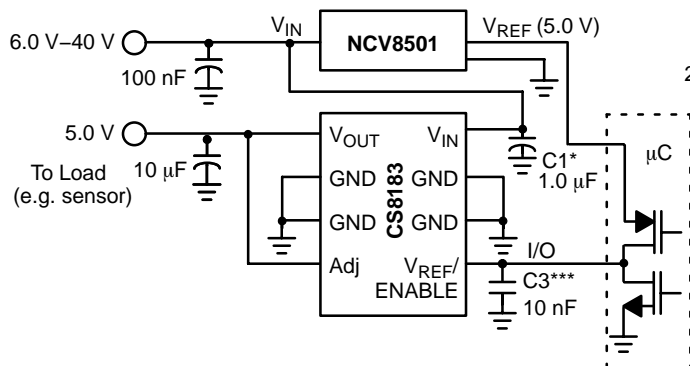 6.0 V–40 V
V_IN
NCV8501
V_REF (5.0 V)
100 nF
2
5.0 V
V_OUT
V_IN
µC
To Load
(e.g. sensor)
10 µF
GND
GND
CS8183
C1*
1.0 µF
GND
GND
Adj
V_REF/
ENABLE
I/O
C3***
10 nF